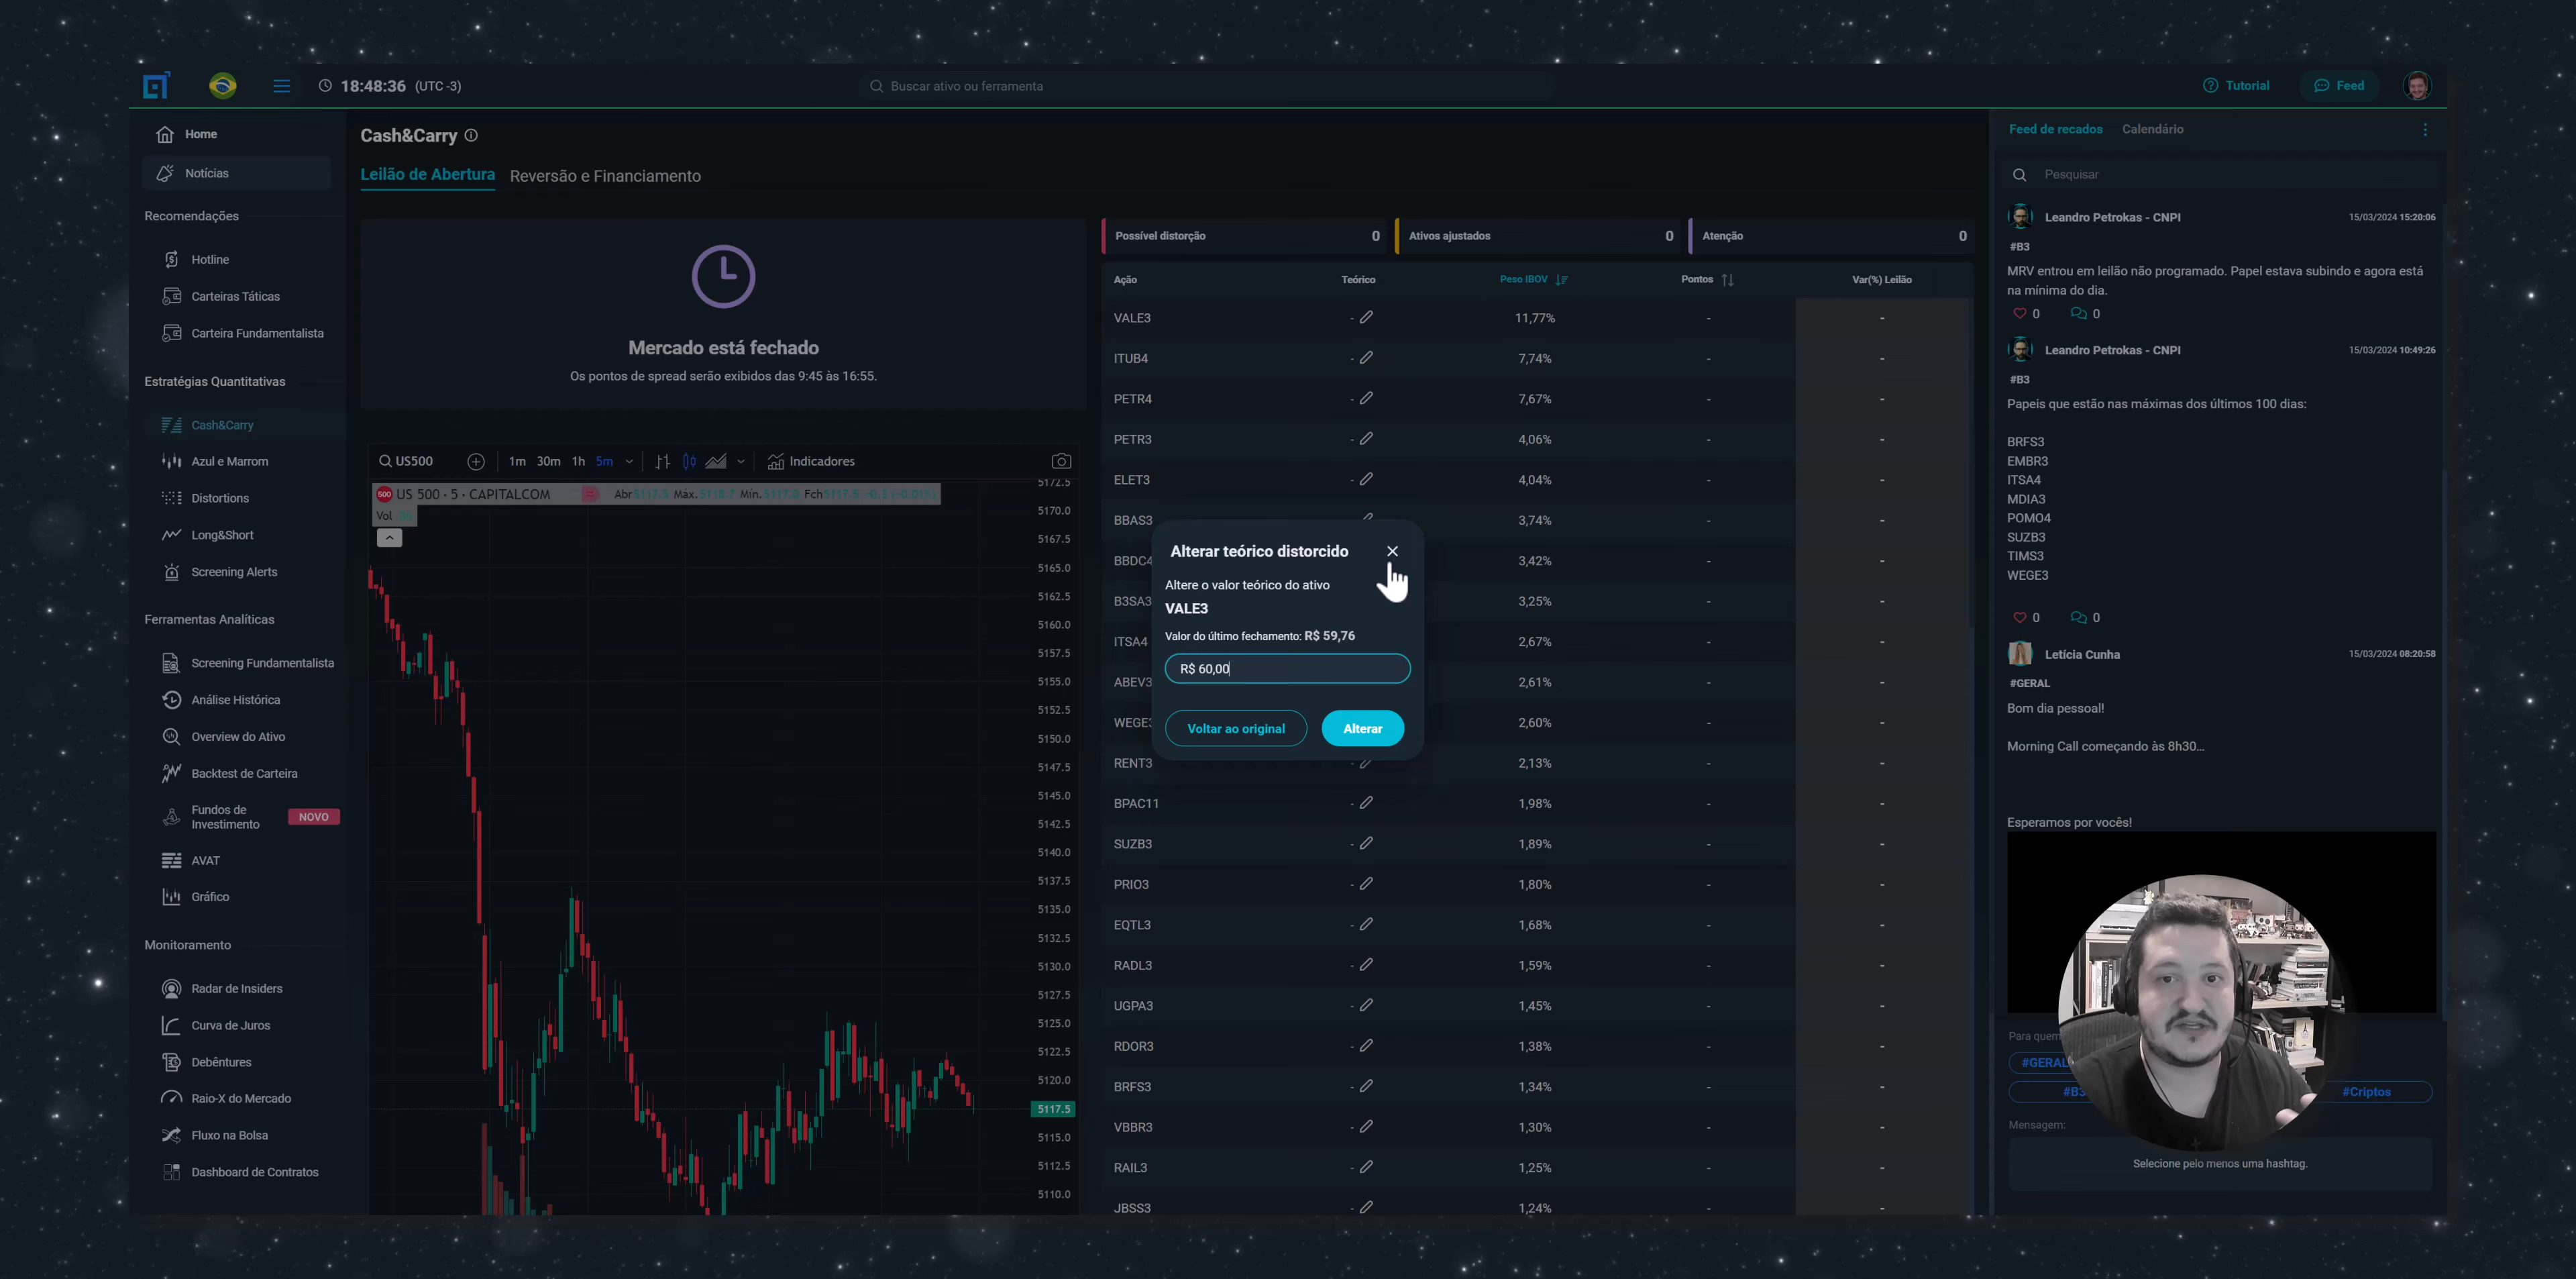 18:48:36 (UTC -3)
Buscar ativo ou ferramenta
Tutorial
Feed
Home
Notícias
Recomendações
Hotline
Carteiras Táticas
Carteira Fundamentalista
Estratégias Quantitativas
Cash&Carry
Azul e Marrom
Distortions
Long&Short
Screening Alerts
Ferramentas Analíticas
Screening Fundamentalista
Análise Histórica
Overview do Ativo
Backtest de Carteira
Fundos de
Investimento
NOVO
AVAT
Gráfico
Monitoramento
Radar de Insiders
Curva de Juros
Debêntures
Raio-X do Mercado
Fluxo na Bolsa
Dashboard de Contratos
Cash&Carry
Leilão de Abertura Reversão e Financiamento
Mercado está fechado
Os pontos de spread serão exibidos das 9:45 às 16:55.
US500 1m 30m 1h 5m Indicadores
500 US 500 · 5 · CAPITALCOM Abr Máx. Mín. Fch
Vol
5172.5
5170.0
5167.5
5165.0
5162.5
5160.0
5157.5
5155.0
5152.5
5150.0
5147.5
5145.0
5142.5
5140.0
5137.5
5135.0
5132.5
5130.0
5127.5
5125.0
5122.5
5120.0
5117.5
5115.0
5112.5
5110.0
Possível distorção 0
Ativos ajustados 0
Atenção 0
Ação Teórico Peso IBOV Pontos Var(%) Leilão
VALE3 - 11,77% - -
ITUB4 - 7,74% - -
PETR4 - 7,67% - -
PETR3 - 4,06% - -
ELET3 - 4,04% - -
BBAS3 3,74% - -
BBDC4 3,42% - -
B3SA3 3,25% - -
ITSA4 2,67% - -
ABEV3 2,61% - -
WEGE3 2,60% - -
RENT3 - 2,13% - -
BPAC11 - 1,98% - -
SUZB3 - 1,89% - -
PRIO3 - 1,80% - -
EQTL3 - 1,68% - -
RADL3 - 1,59% - -
UGPA3 - 1,45% - -
RDOR3 - 1,38% - -
BRFS3 - 1,34% - -
VBBR3 - 1,30% - -
RAIL3 - 1,25% - -
JBSS3 - 1,24% - -
Alterar teórico distorcido
Altere o valor teórico do ativo
VALE3
Valor do último fechamento: R$ 59,76
R$ 60,00
Voltar ao original
Alterar
Feed de recados Calendário
Pesquisar
Leandro Petrokas - CNPI 15/03/2024 15:20:06
#B3
MRV entrou em leilão não programado. Papel estava subindo e agora está
na mínima do dia.
0 0
Leandro Petrokas - CNPI 15/03/2024 10:49:26
#B3
Papeis que estão nas máximas dos últimos 100 dias:
BRFS3
EMBR3
ITSA4
MDIA3
POMO4
SUZB3
TIMS3
WEGE3
0 0
Letícia Cunha 15/03/2024 08:20:58
#GERAL
Bom dia pessoal!
Morning Call começando às 8h30...
Esperamos por vocês!
Para quem
#GERAL
#B3
#Criptos
Mensagem:
Selecione pelo menos uma hashtag.